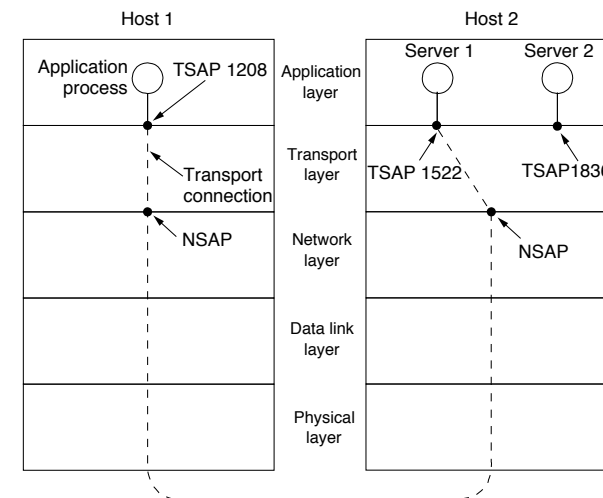 Host 1
Host 2
Application
process
TSAP 1208
Application
layer
Server 1
Server 2
Transport
connection
Transport
layer
TSAP 1522
TSAP1836
NSAP
Network
layer
NSAP
Data link
layer
Physical
layer